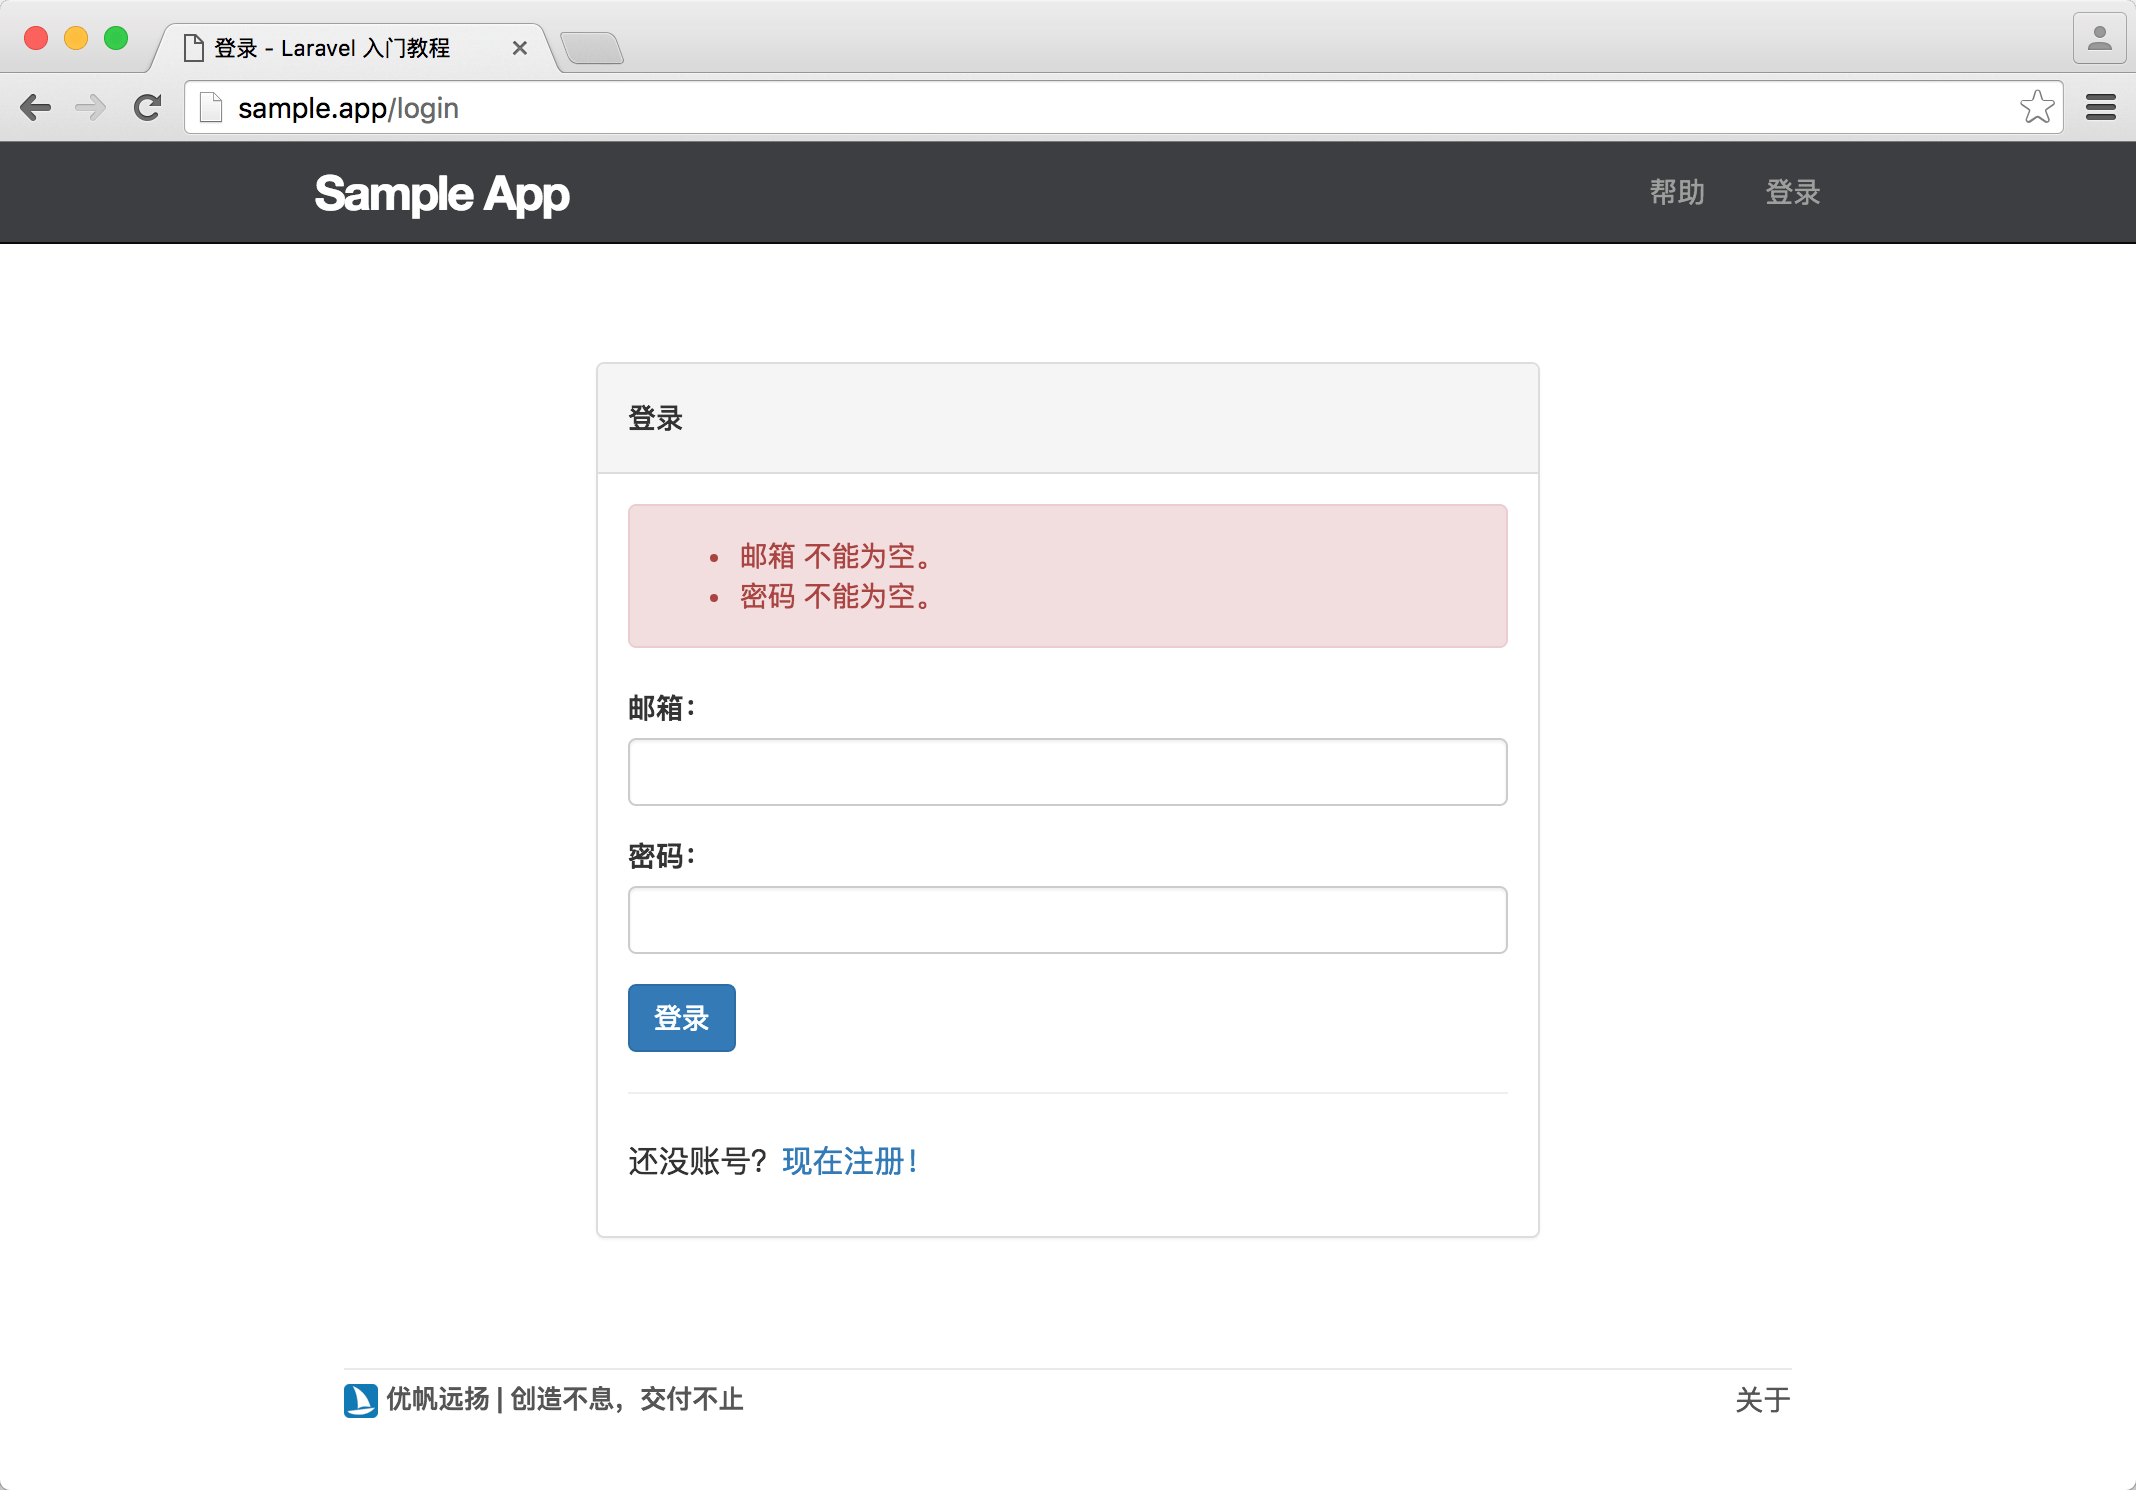 登录 - Laravel 入门教程
sample.app/login
Sample App
帮助
登录
登录
邮箱 不能为空。
密码 不能为空。
邮箱：
密码：
登录
还没账号？现在注册！
优帆远扬 | 创造不息，交付不止
关于